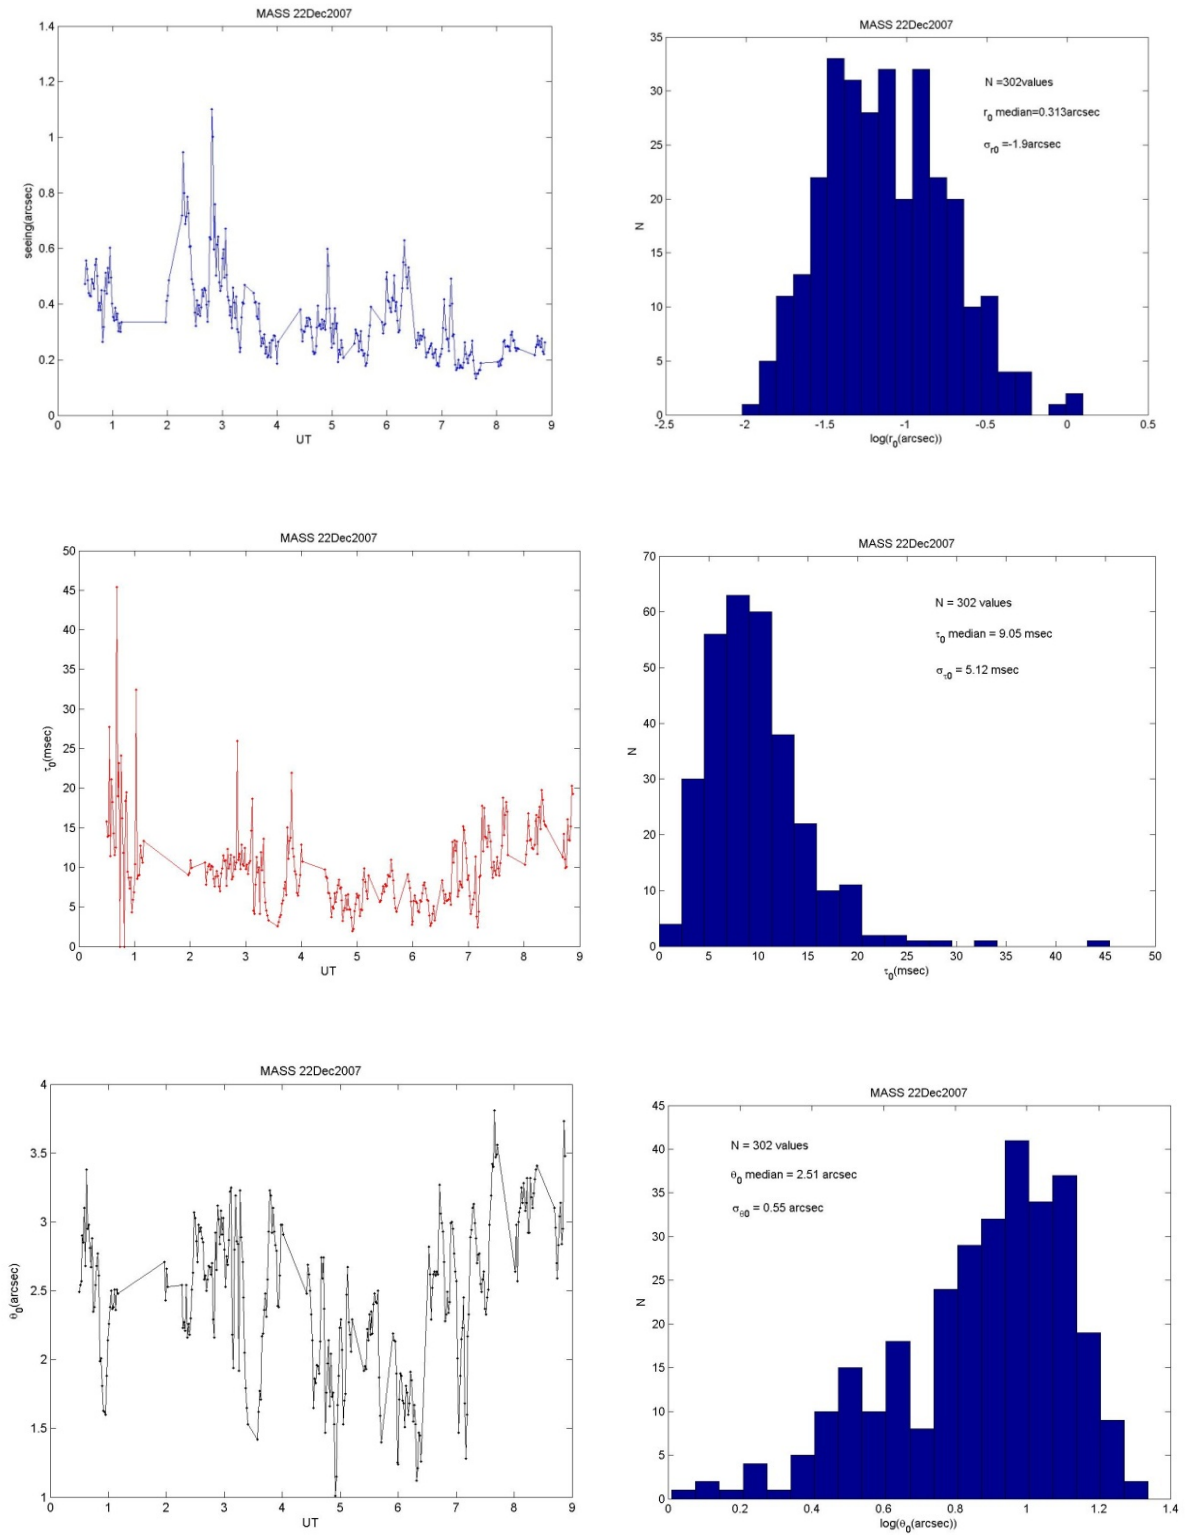 MASS 22Dec2007
1.4
1.2
1
0.8
0.6
0.4
0.2
0
seeing(arcsec)
0 1 2 3 4 5 6 7 8 9
UT
MASS 22Dec2007
35
30
25
20
15
10
5
0
N
N =302values
r0 median=0.313arcsec
σr0 =-1.9arcsec
-2.5 -2 -1.5 -1 -0.5 0 0.5
log(r0(arcsec))
MASS 22Dec2007
50
45
40
35
30
25
20
15
10
5
0
τ0(msec)
0 1 2 3 4 5 6 7 8 9
UT
MASS 22Dec2007
70
60
50
40
30
20
10
0
N
N = 302 values
τ0 median = 9.05 msec
στ0 = 5.12 msec
0 5 10 15 20 25 30 35 40 45 50
τ0(msec)
MASS 22Dec2007
4
3.5
3
2.5
2
1.5
1
θ0(arcsec)
0 1 2 3 4 5 6 7 8 9
UT
MASS 22Dec2007
45
40
35
30
25
20
15
10
5
0
N
N = 302 values
θ0 median = 2.51 arcsec
σθ0 = 0.55 arcsec
0 0.2 0.4 0.6 0.8 1 1.2 1.4
log(θ0(arcsec))